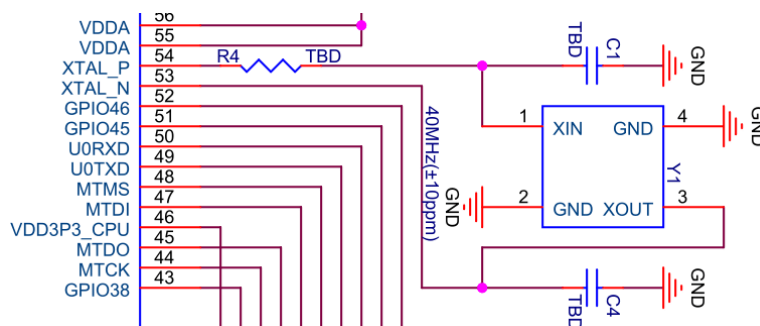 56
VDDA
55
VDDA
54
XTAL_P
R4
TBD
53
XTAL_N
52
GPIO46
51
GPIO45
50
U0RXD
49
U0TXD
48
MTMS
47
MTDI
46
VDD3P3_CPU
45
MTDO
44
MTCK
43
GPIO38
TBD
C1
GND
1
XIN
GND
4
GND
Y1
40MHz(±10ppm)
GND
2
GND
XOUT
3
TBD
C4
GND